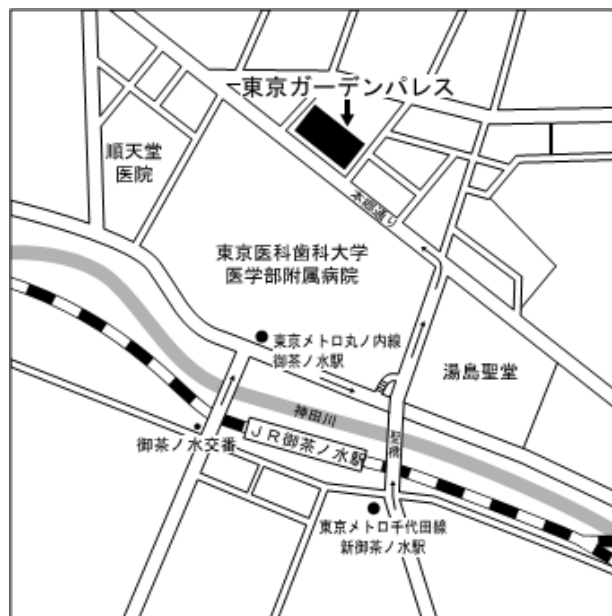 東京ガーデンパレス
順天堂
医院
本郷通り
東京医科歯科大学
医学部附属病院
東京メトロ丸ノ内線
御茶ノ水駅
湯島聖堂
神田川
聖橋
御茶ノ水交番
JR御茶ノ水駅
東京メトロ千代田線
新御茶ノ水駅